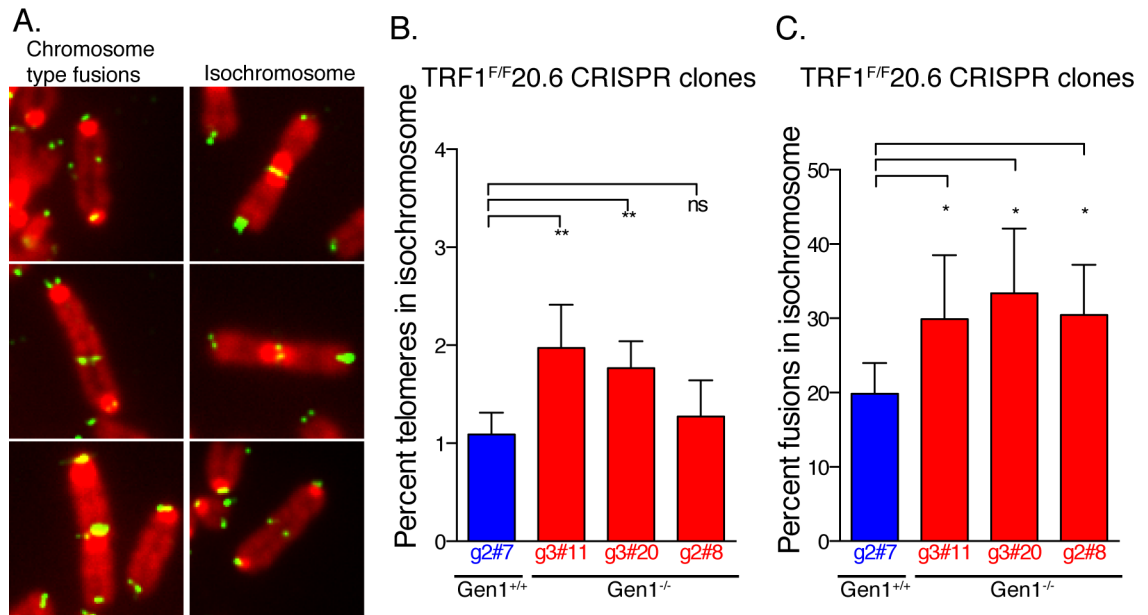 A.
Chromosome
type fusions
Isochromosome
B.
TRF1F/F20.6 CRISPR clones
Percent telomeres in isochromosome
4
3
2
1
0
**
**
ns
g2#7
g3#11
g3#20
g2#8
Gen1+/+
Gen1-/-
C.
TRF1F/F20.6 CRISPR clones
Percent fusions in isochromosome
50
40
30
20
10
0
*
*
*
g2#7
g3#11
g3#20
g2#8
Gen1+/+
Gen1-/-